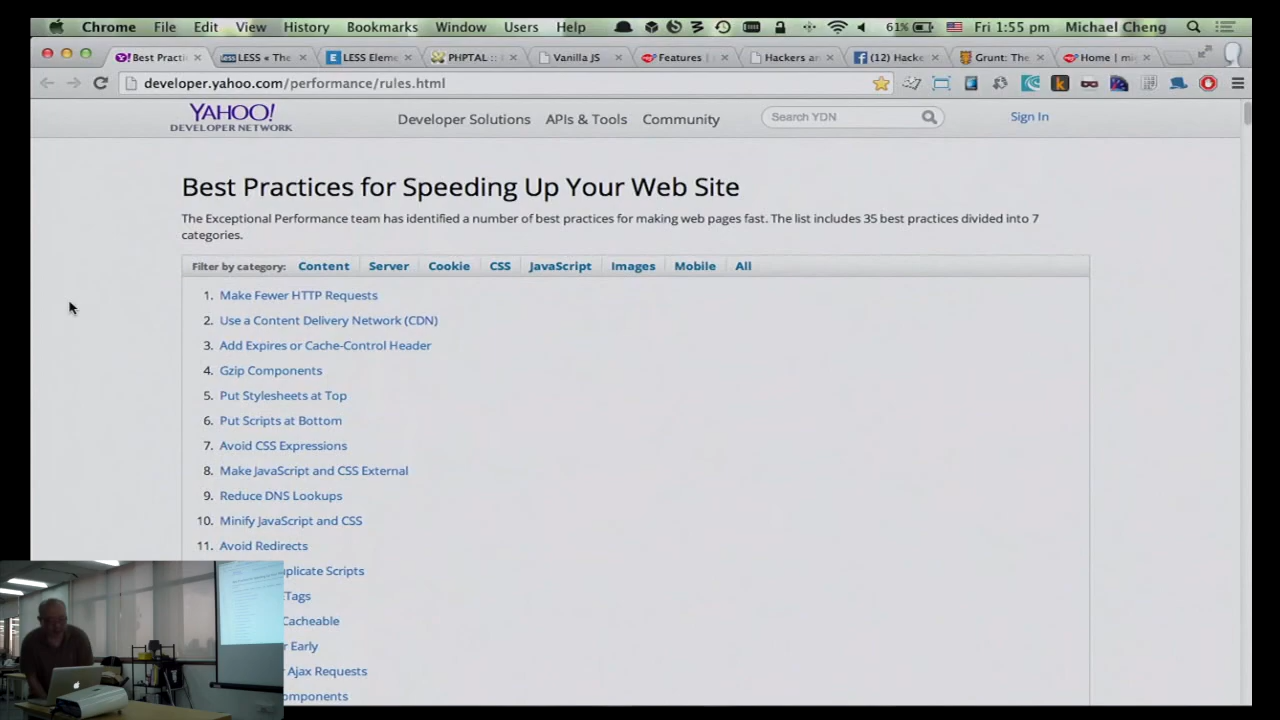 Chrome File Edit View History Bookmarks Window Users Help 61% Fri 1:55 pm Michael Cheng
Best Practi LESS « The LESS Eleme PHPTAL :: Vanilla JS Features | Hackers an (12) Hacke Grunt: The Home | mi
developer.yahoo.com/performance/rules.html
YAHOO!
DEVELOPER NETWORK
Developer Solutions APIs & Tools Community Search YDN Sign In
Best Practices for Speeding Up Your Web Site
The Exceptional Performance team has identified a number of best practices for making web pages fast. The list includes 35 best practices divided into 7
categories.
Filter by category: Content Server Cookie CSS JavaScript Images Mobile All
1. Make Fewer HTTP Requests
2. Use a Content Delivery Network (CDN)
3. Add Expires or Cache-Control Header
4. Gzip Components
5. Put Stylesheets at Top
6. Put Scripts at Bottom
7. Avoid CSS Expressions
8. Make JavaScript and CSS External
9. Reduce DNS Lookups
10. Minify JavaScript and CSS
11. Avoid Redirects
plicate Scripts
Tags
Cacheable
r Early
r Ajax Requests
omponents